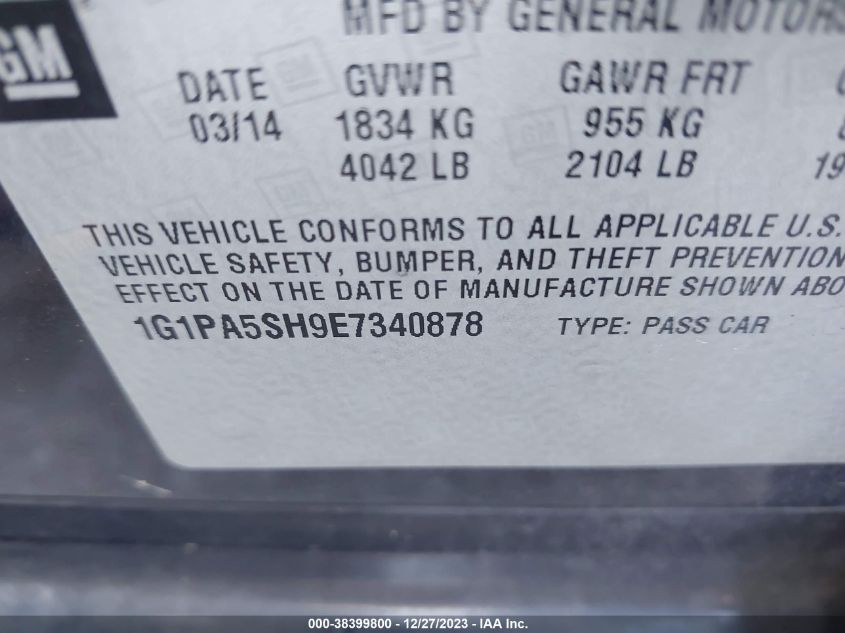 MFD BY GENERAL MOTORS
GM
DATE GVWR GAWR FRT
03/14 1834 KG 955 KG
4042 LB 2104 LB 19
THIS VEHICLE CONFORMS TO ALL APPLICABLE U.S.
VEHICLE SAFETY, BUMPER, AND THEFT PREVENTION
EFFECT ON THE DATE OF MANUFACTURE SHOWN ABO
1G1PA5SH9E7340878 TYPE: PASS CAR
000-38399800 - 12/27/2023 - IAA Inc.